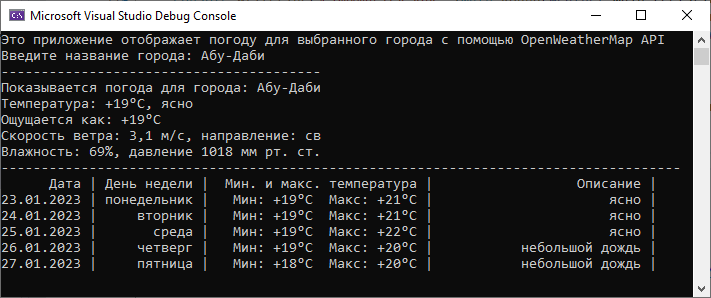 Microsoft Visual Studio Debug Console
Это приложение отображает погоду для выбранного города с помощью OpenWeatherMap API
Введите название города: Абу-Даби
---------------------------------------
Показывается погода для города: Абу-Даби
Температура: +19°C, ясно
Ощущается как: +19°C
Скорость ветра: 3,1 м/с, направление: св
Влажность: 69%, давление 1018 мм рт. ст.
-------------------------------------------------------------------------------------
Дата | День недели | Мин. и макс. температура | Описание |
23.01.2023 | понедельник | Мин: +19°C Макс: +21°C | ясно |
24.01.2023 | вторник | Мин: +19°C Макс: +21°C | ясно |
25.01.2023 | среда | Мин: +19°C Макс: +22°C | ясно |
26.01.2023 | четверг | Мин: +19°C Макс: +20°C | небольшой дождь |
27.01.2023 | пятница | Мин: +18°C Макс: +20°C | небольшой дождь |